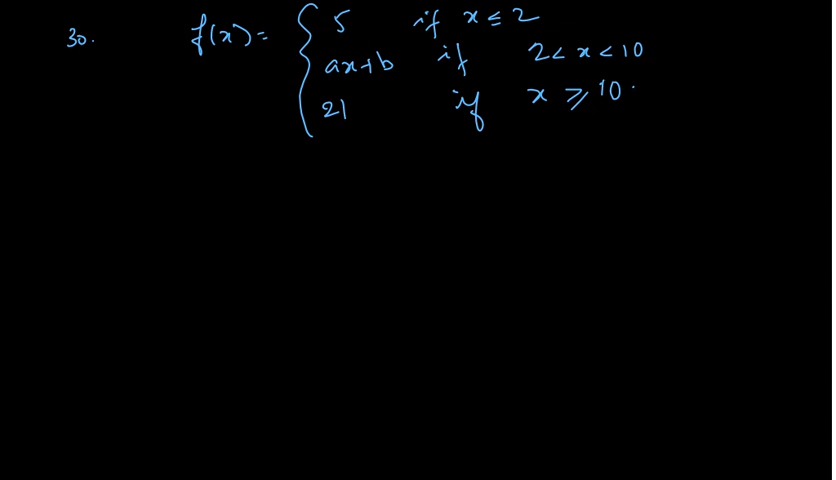 30. f(x) = { 5 if x ≤ 2
ax+b if 2 < x < 10
21 if x ≥ 10.